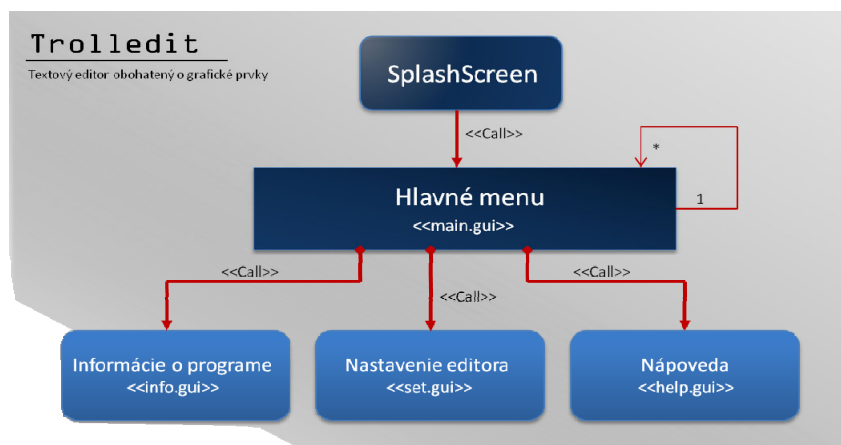 Trolledit
Textový editor obohatený o grafické prvky
SplashScreen
<<Call>>
*
Hlavné menu
<<main.gui>>
1
<<Call>>
<<Call>>
<<Call>>
Informácie o programe
<<info.gui>>
Nastavenie editora
<<set.gui>>
Nápoveda
<<help.gui>>